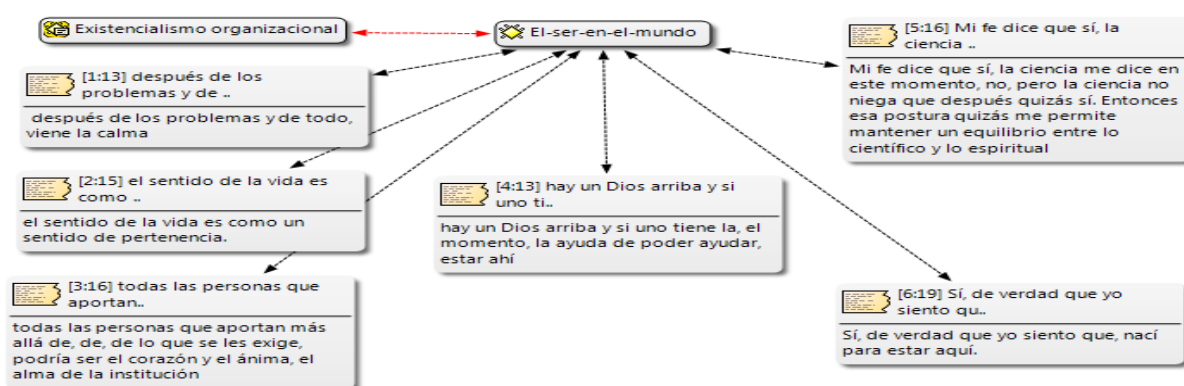 Existencialismo organizacional
El-ser-en-el-mundo
[5:16] Mi fe dice que sí, la
ciencia ..
Mi fe dice que sí, la ciencia me dice en
este momento, no, pero la ciencia no
niega que después quizás sí. Entonces
esa postura quizás me permite
mantener un equilibrio entre lo
científico y lo espiritual
[1:13] después de los
problemas y de ..
después de los problemas y de todo,
viene la calma
[2:15] el sentido de la vida es
como ..
el sentido de la vida es como un
sentido de pertenencia.
[4:13] hay un Dios arriba y si
uno ti..
hay un Dios arriba y si uno tiene la, el
momento, la ayuda de poder ayudar,
estar ahí
[3:16] todas las personas que
aportan..
todas las personas que aportan más
allá de, de, de lo que se les exige,
podría ser el corazón y el ánima, el
alma de la institución
[6:19] Sí, de verdad que yo
siento qu..
Sí, de verdad que yo siento que, nací
para estar aquí.